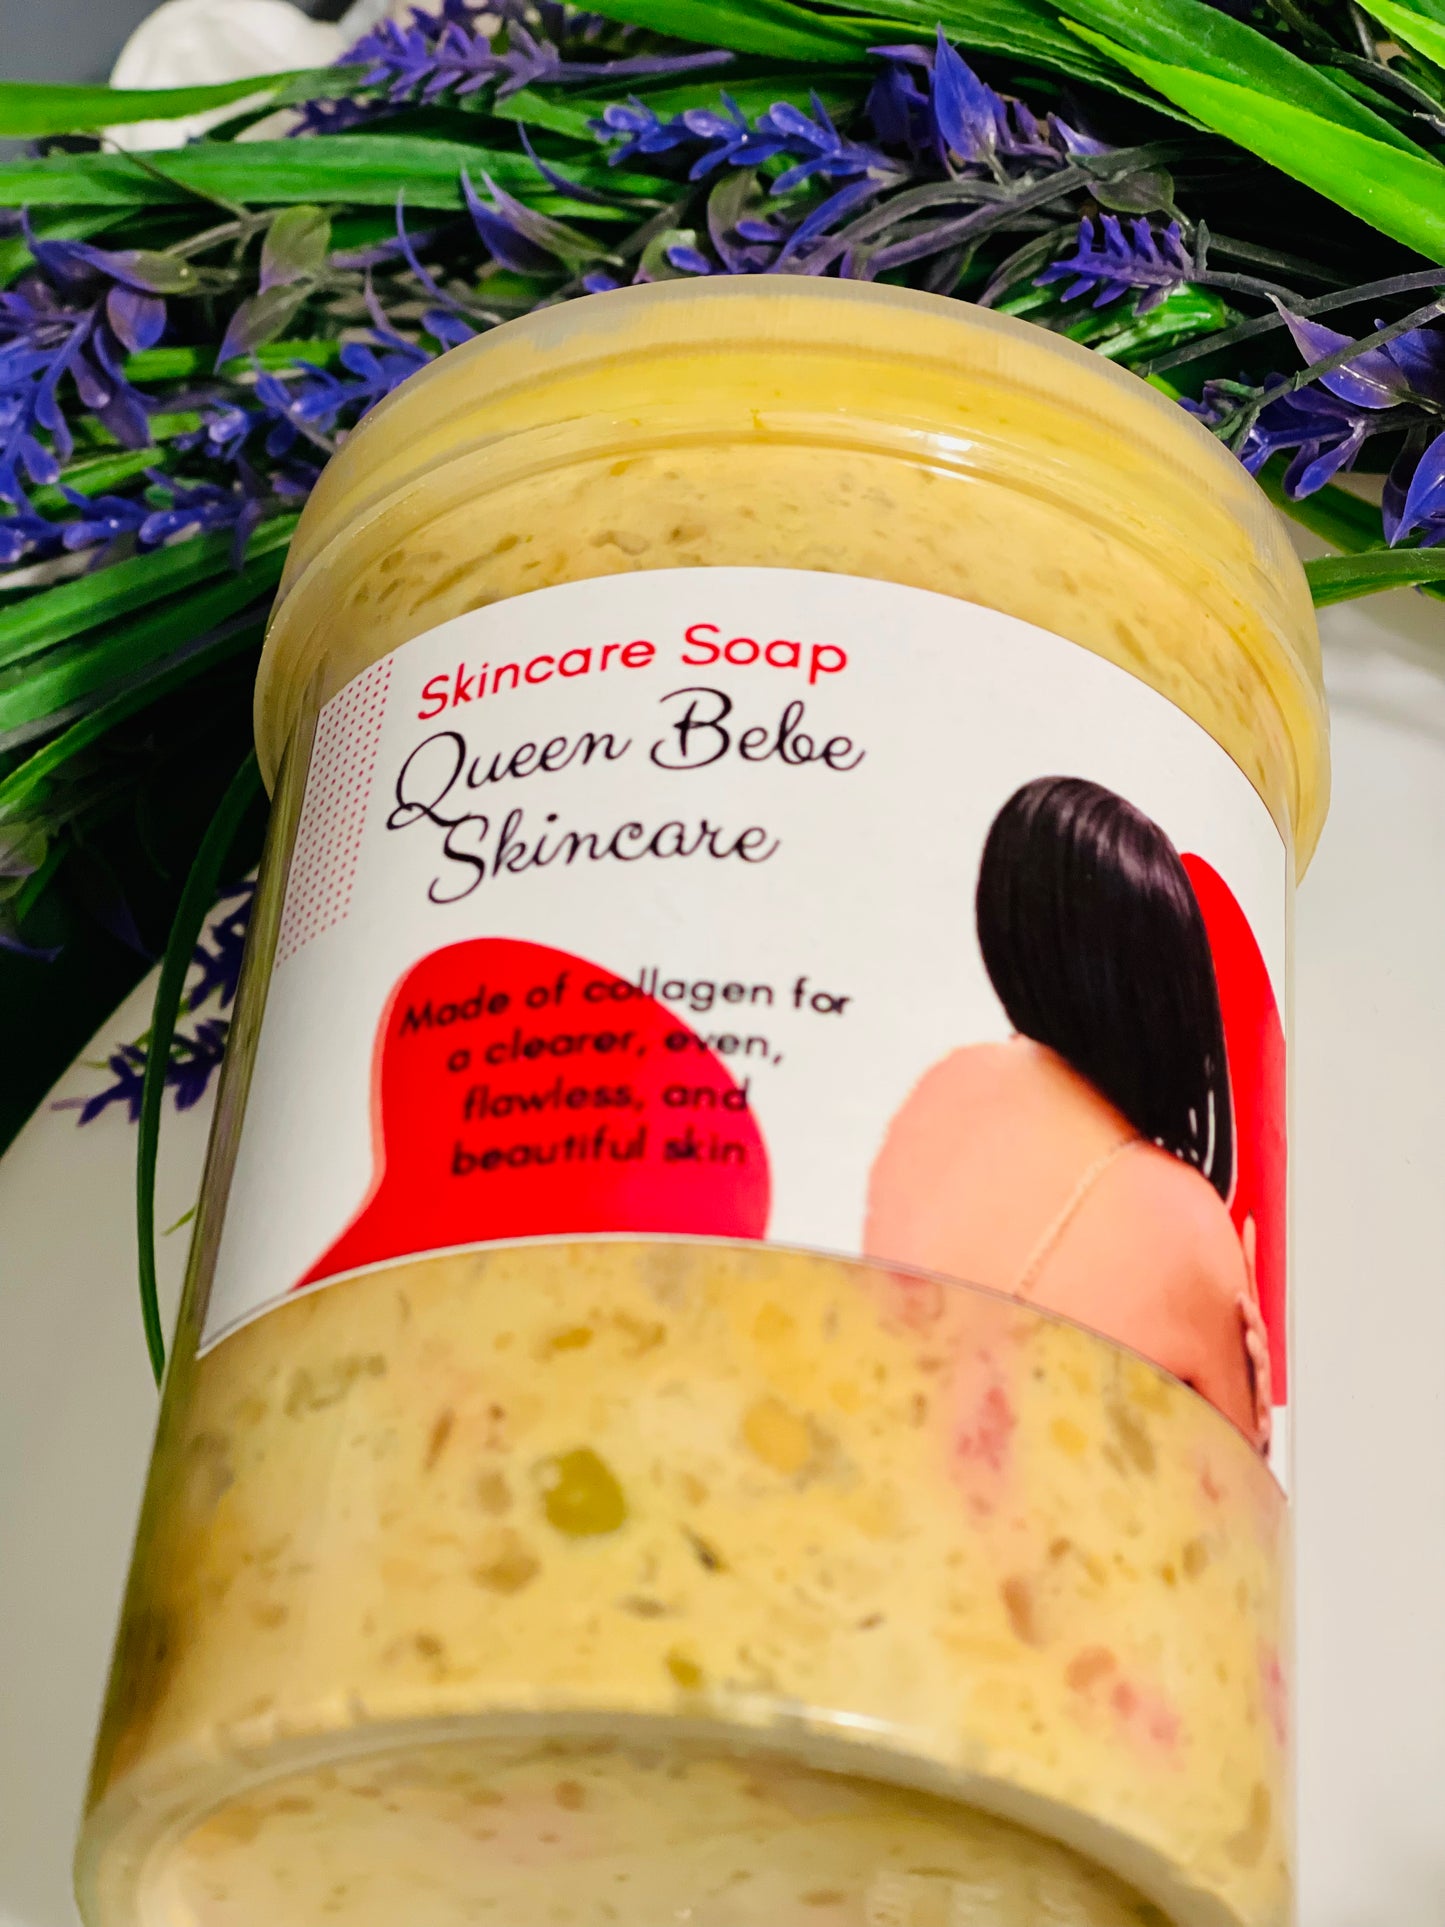 Skincare Soap
Queen Bebe
Skincare
Made of collagen for
a clearer, even,
flawless, and
beautiful skin